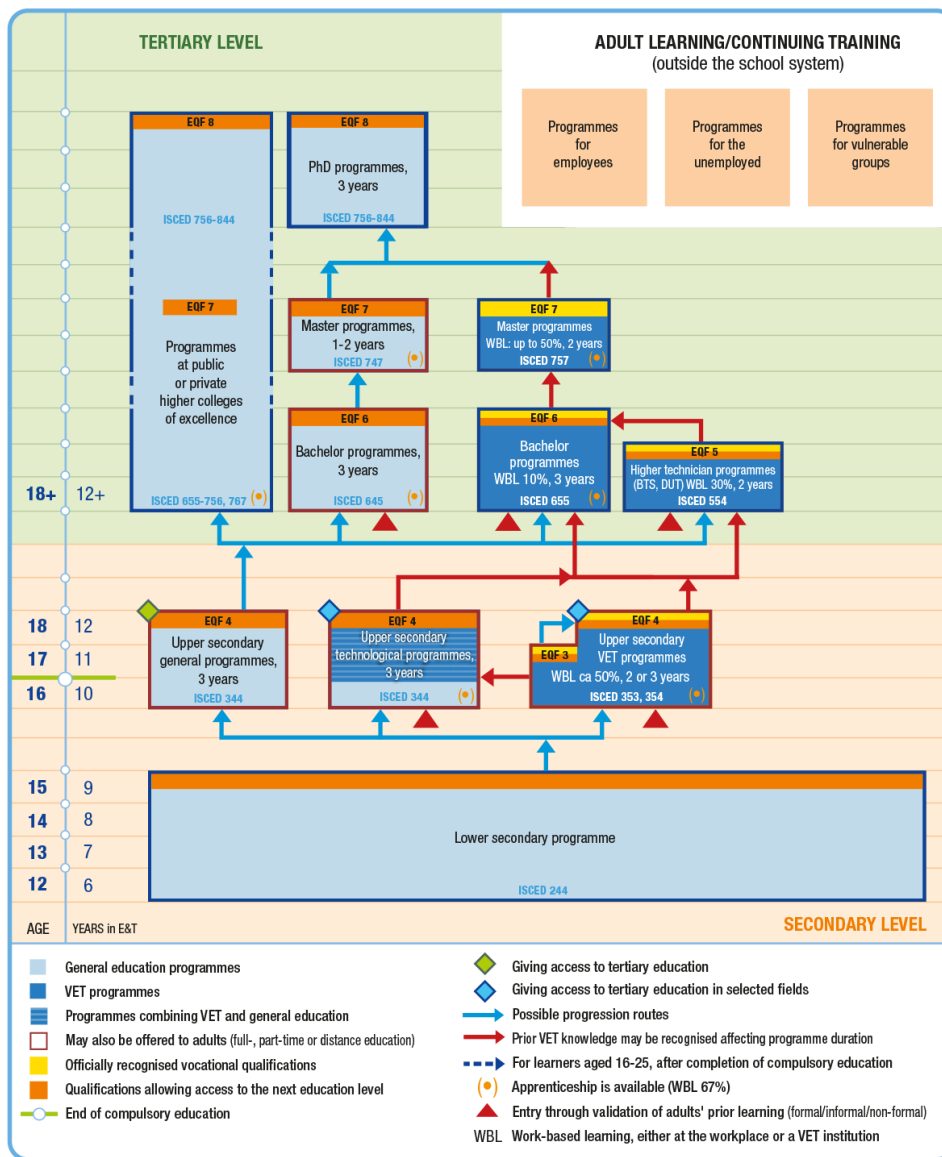 TERTIARY LEVEL
ADULT LEARNING/CONTINUING TRAINING
(outside the school system)
Programmes
for
employees
Programmes
for the
unemployed
Programmes
for vulnerable
groups
EQF 8
ISCED 756-844
EQF 7
Programmes
at public
or private
higher colleges
of excellence
ISCED 655-756, 767
EQF 8
PhD programmes,
3 years
ISCED 756-844
EQF 7
Master programmes,
1-2 years
ISCED 747
EQF 7
Master programmes
WBL: up to 50%, 2 years
ISCED 757
EQF 6
Bachelor programmes,
3 years
ISCED 645
EQF 6
Bachelor
programmes
WBL 10%, 3 years
ISCED 655
EQF 5
Higher technician programmes
(BTS, DUT) WBL 30%, 2 years
ISCED 554
18+ 12+
EQF 4
Upper secondary
general programmes,
3 years
ISCED 344
EQF 4
Upper secondary
technological programmes,
3 years
ISCED 344
EQF 3
EQF 4
Upper secondary
VET programmes
WBL ca 50%, 2 or 3 years
ISCED 353, 354
18 12
17 11
16 10
15 9
14 8
13 7
12 6
Lower secondary programme
ISCED 244
AGE YEARS in E&T
SECONDARY LEVEL
General education programmes
VET programmes
Programmes combining VET and general education
May also be offered to adults (full-, part-time or distance education)
Officially recognised vocational qualifications
Qualifications allowing access to the next education level
End of compulsory education
Giving access to tertiary education
Giving access to tertiary education in selected fields
Possible progression routes
Prior VET knowledge may be recognised affecting programme duration
For learners aged 16-25, after completion of compulsory education
Apprenticeship is available (WBL 67%)
Entry through validation of adults' prior learning (formal/informal/non-formal)
WBL Work-based learning, either at the workplace or a VET institution